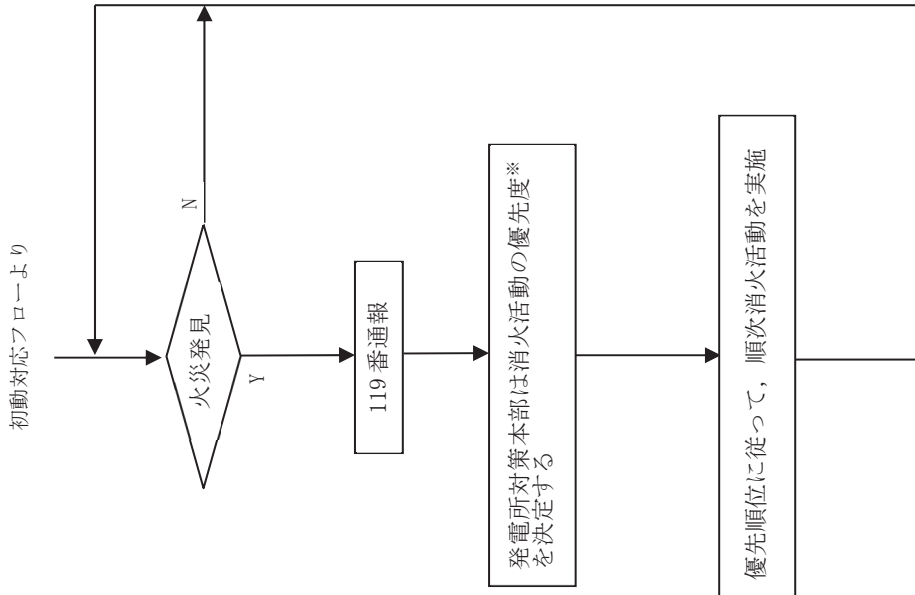 初動対応フローより
火災発見
N
Y
119番通報
発電所対策本部は消火活動の優先度※
を決定する
優先順位に従って，順次消火活動を実施